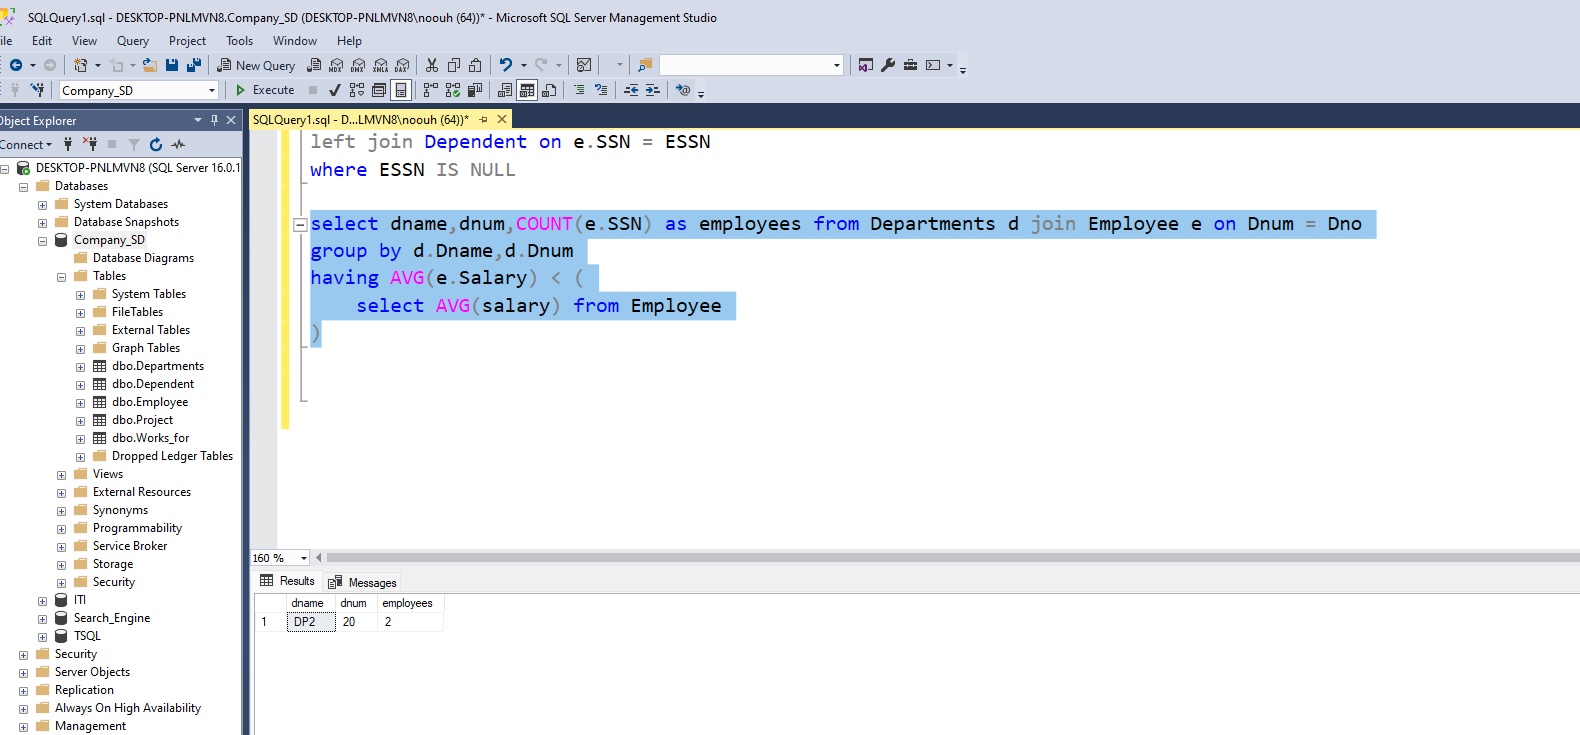 SQLQuery1.sql - DESKTOP-PNLMVN8.Company_SD (DESKTOP-PNLMVN8\noouh (64))* - Microsoft SQL Server Management Studio
ile Edit View Query Project Tools Window Help
New Query MDX DMX XMLA DAX
Company_SD Execute
Object Explorer
Connect
DESKTOP-PNLMVN8 (SQL Server 16.0.1
Databases
System Databases
Database Snapshots
Company_SD
Database Diagrams
Tables
System Tables
FileTables
External Tables
Graph Tables
dbo.Departments
dbo.Dependent
dbo.Employee
dbo.Project
dbo.Works_for
Dropped Ledger Tables
Views
External Resources
Synonyms
Programmability
Service Broker
Storage
Security
ITI
Search_Engine
TSQL
Security
Server Objects
Replication
Always On High Availability
Management
SQLQuery1.sql - D...LMVN8\noouh (64))*
left join Dependent on e.SSN = ESSN
where ESSN IS NULL
select dname,dnum,COUNT(e.SSN) as employees from Departments d join Employee e on Dnum = Dno
group by d.Dname,d.Dnum
having AVG(e.Salary) < (
select AVG(salary) from Employee
)
160 %
Results Messages
dname dnum employees
1 DP2 20 2